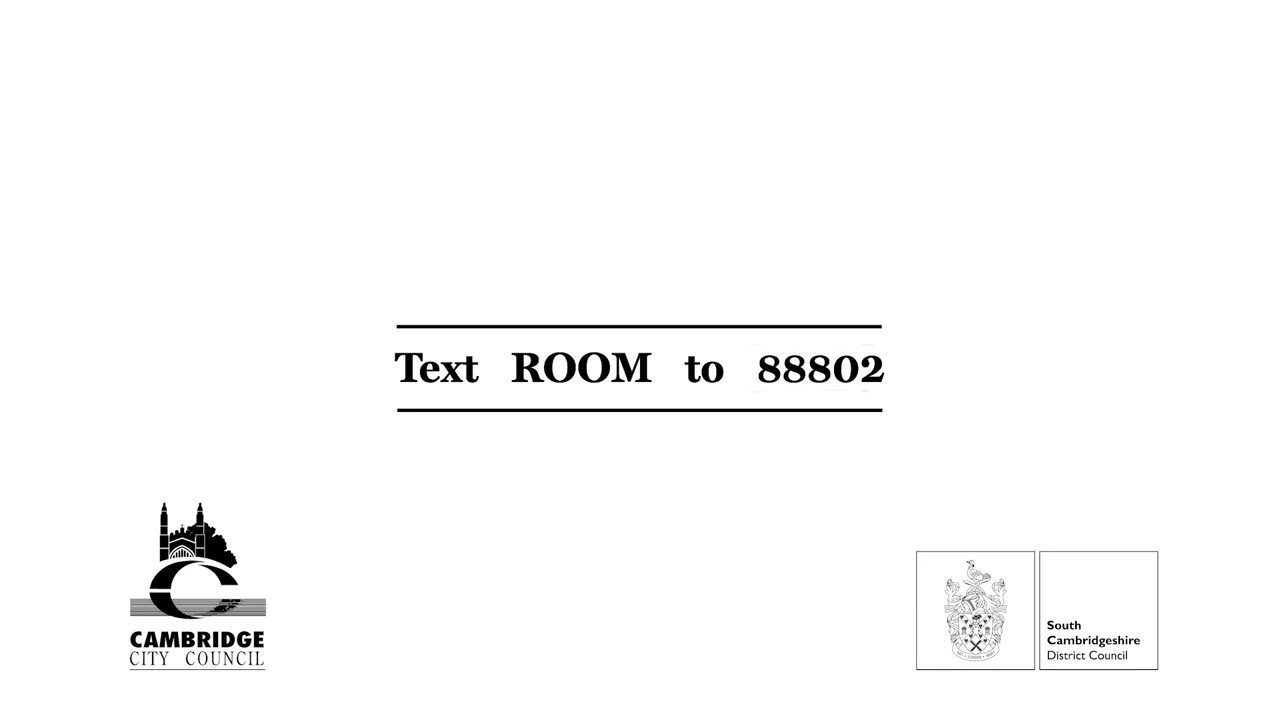 Text ROOM to 88802
CAMBRIDGE
CITY COUNCIL
South
Cambridgeshire
District Council